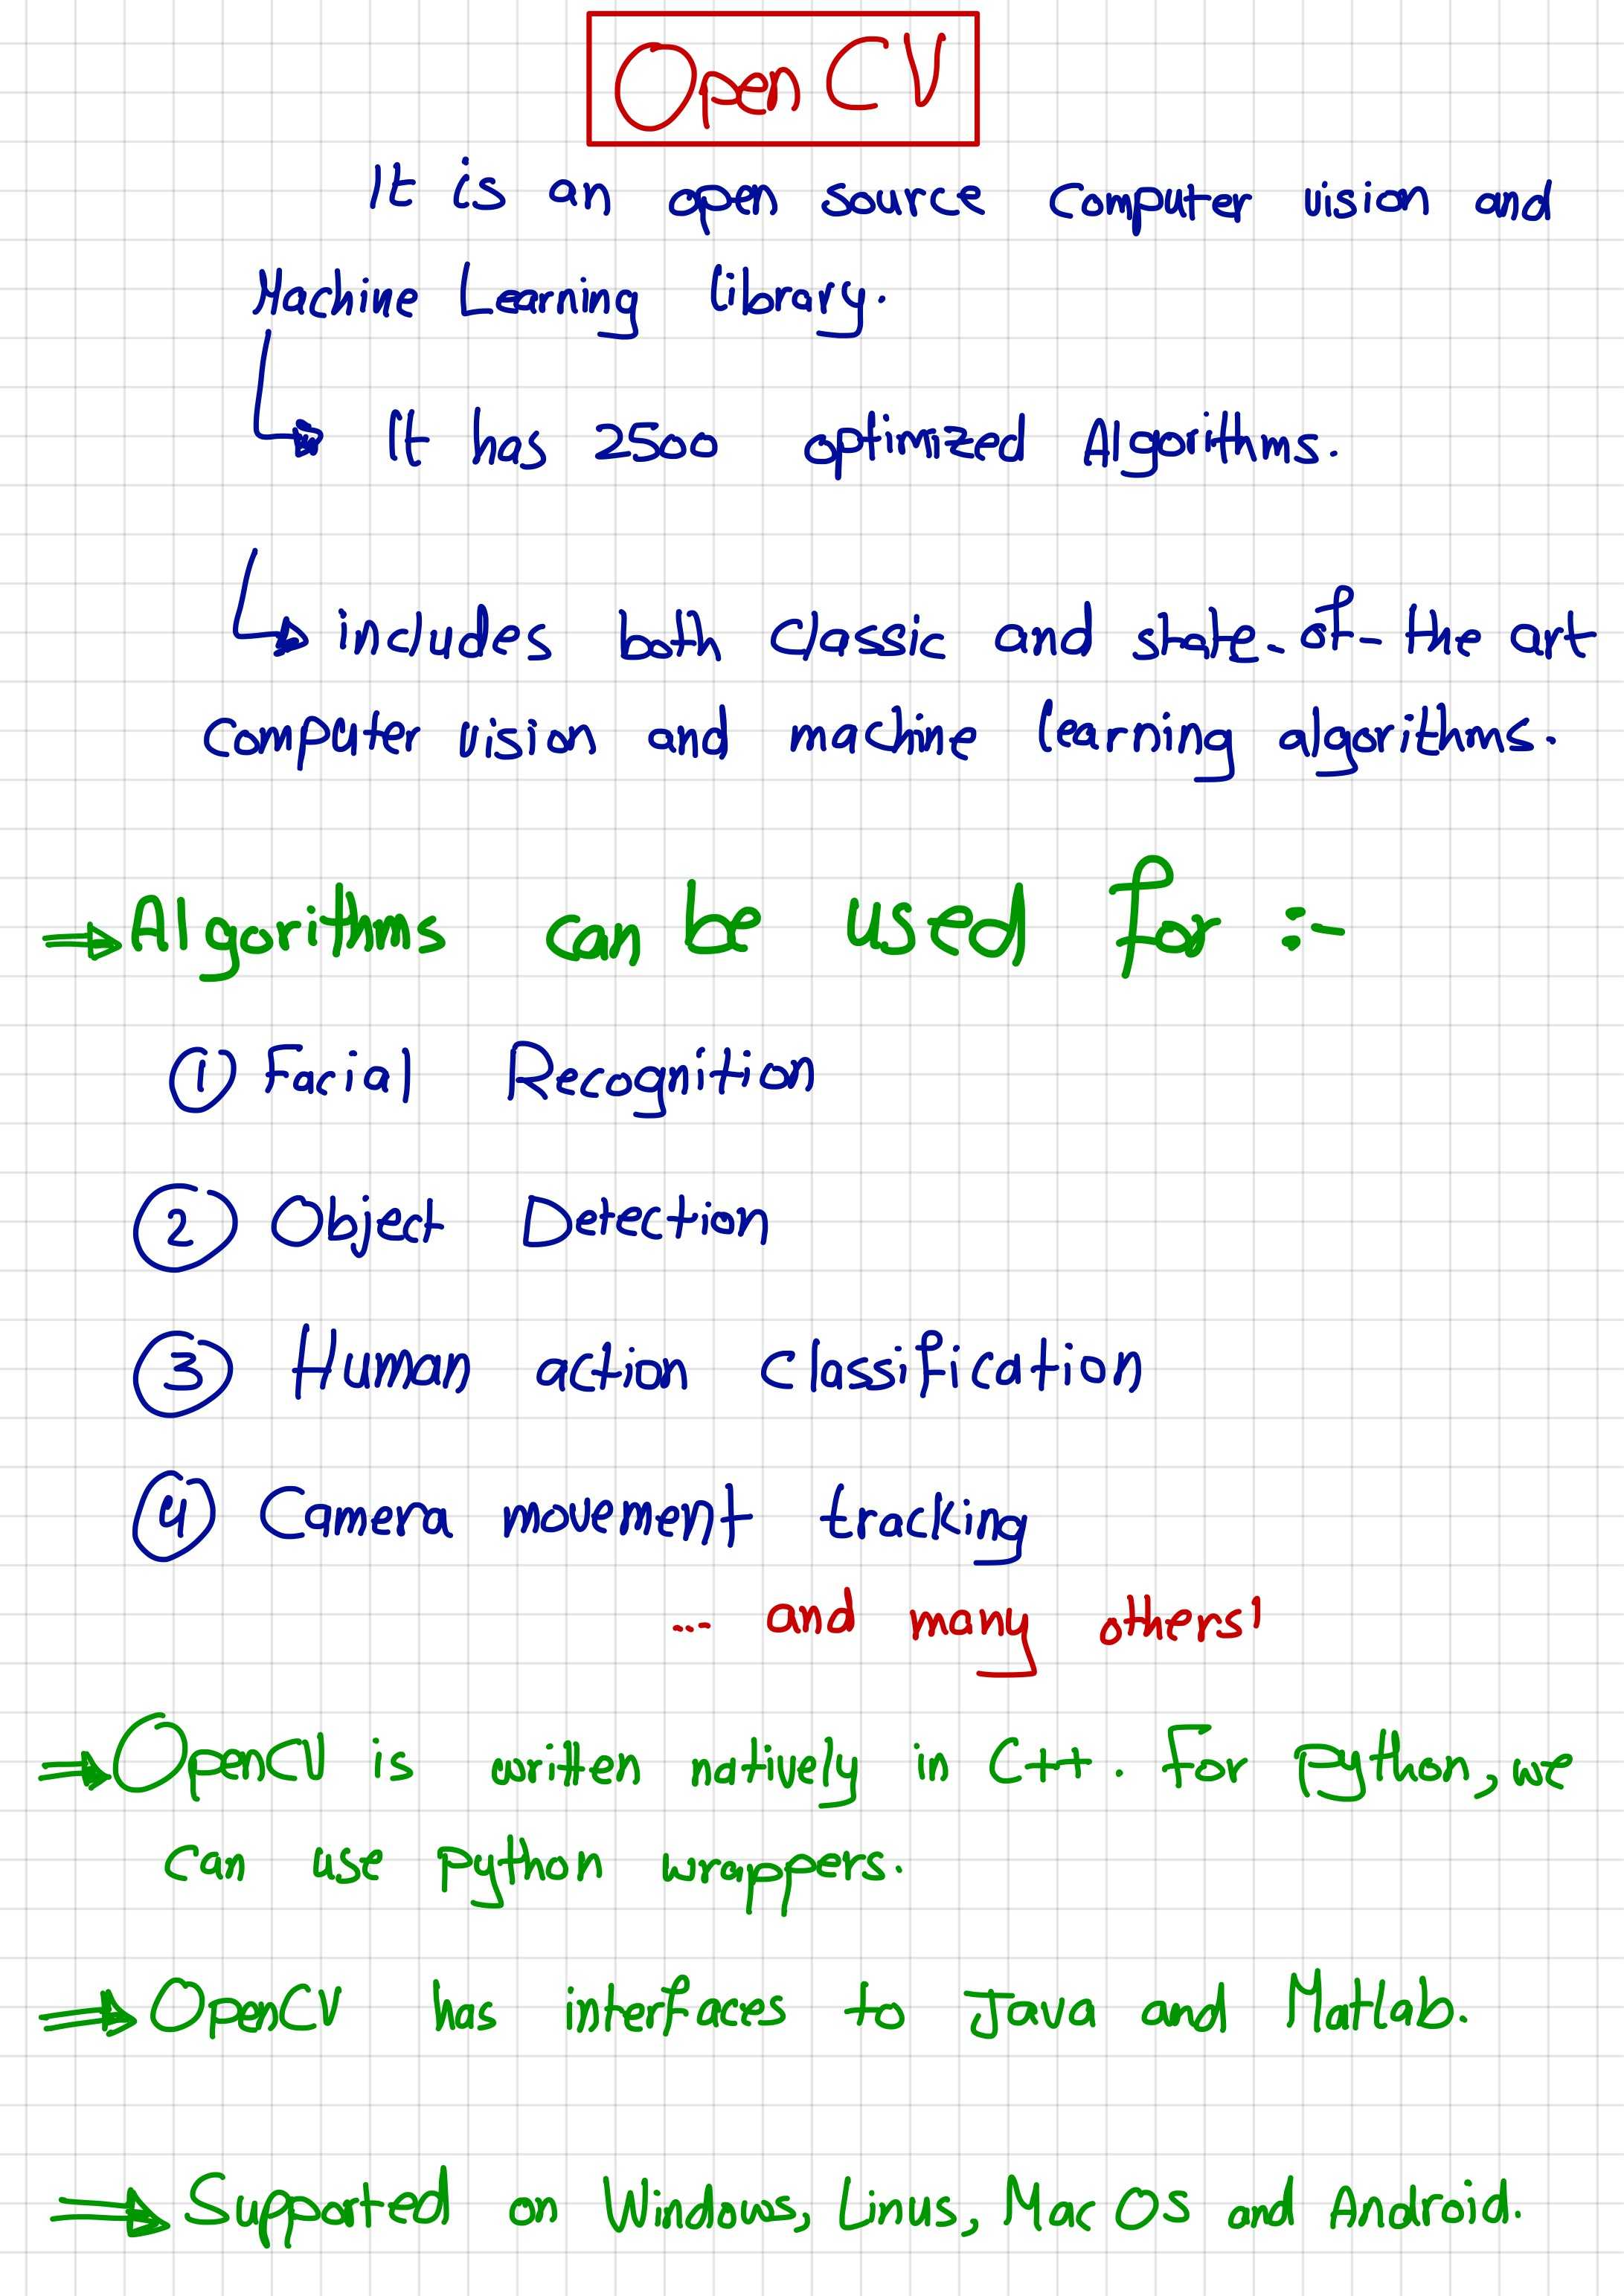 OpenCV
It is an open source computer vision and
Machine Learning library.
It has 2500 optimized Algorithms.
includes both classic and state-of-the art
computer vision and machine learning algorithms.
Algorithms can be used for :-
① Facial Recognition
② Object Detection
③ Human action classification
④ Camera movement tracking
... and many others!
OpenCV is written natively in C++. For python, we
can use python wrappers.
OpenCV has interfaces to Java and Matlab.
Supported on Windows, Linus, Mac OS and Android.